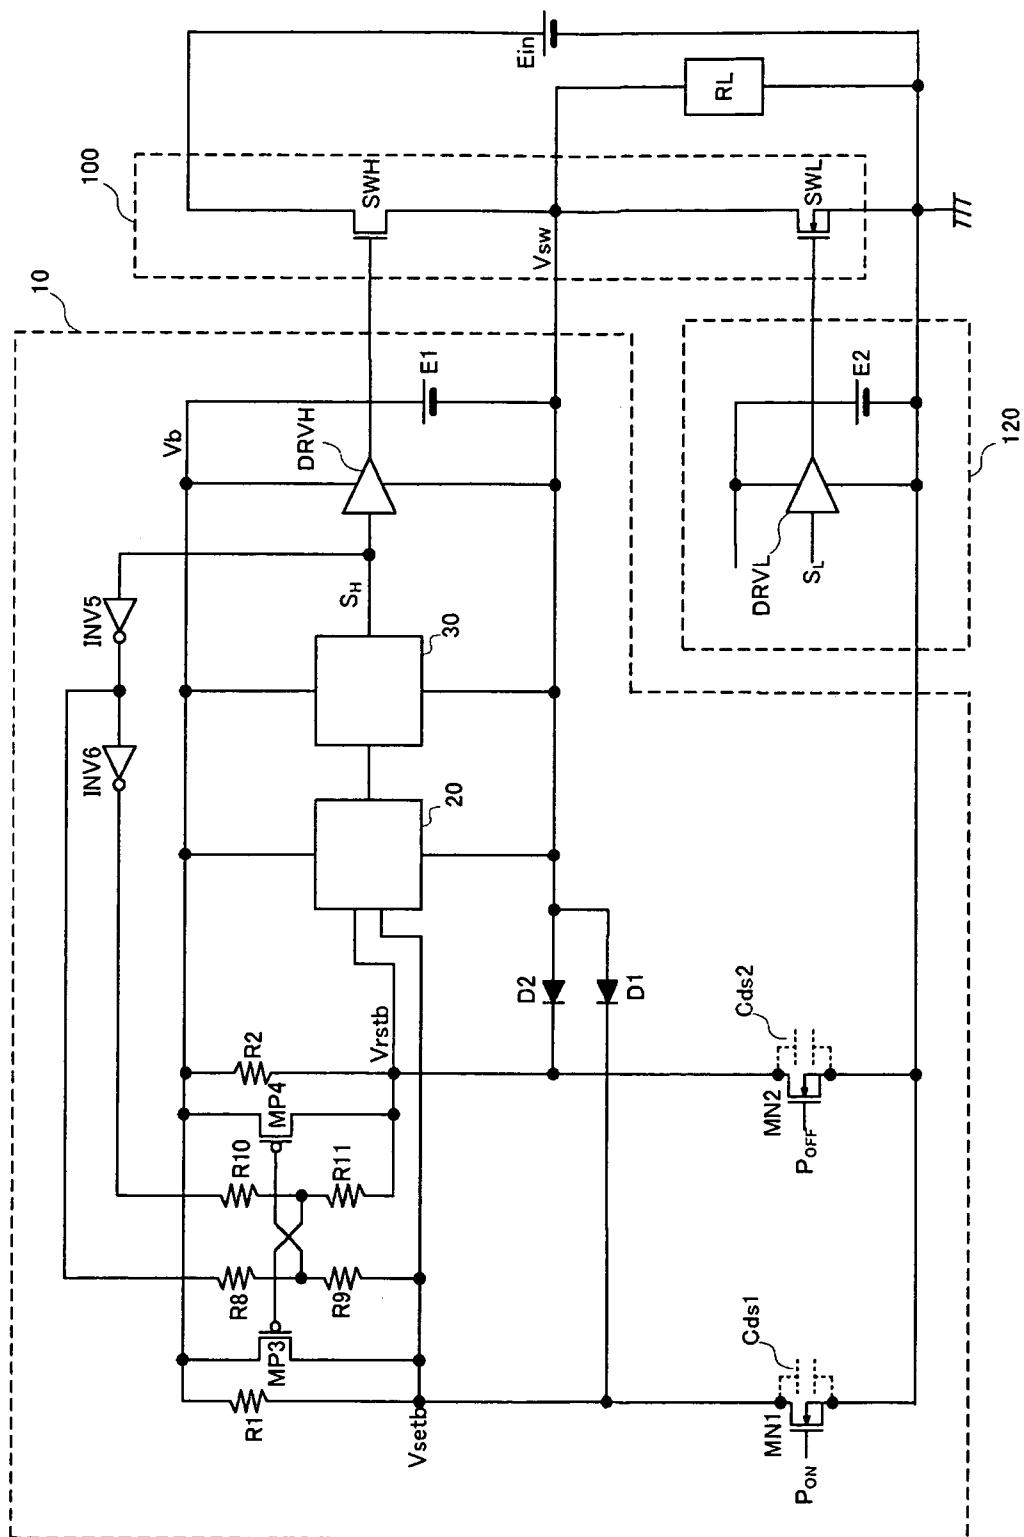 10
100
Vb
E1
DRVH
SWH
Ein
INV5
INV6
SH
30
20
Vsw
RL
R2
MP4
Vrstb
R10
R11
R8
R9
MP3
R1
Vsetb
D2
D1
DRVL
SL
E2
SWL
120
Cds2
MN2
POFF
Cds1
MN1
PON